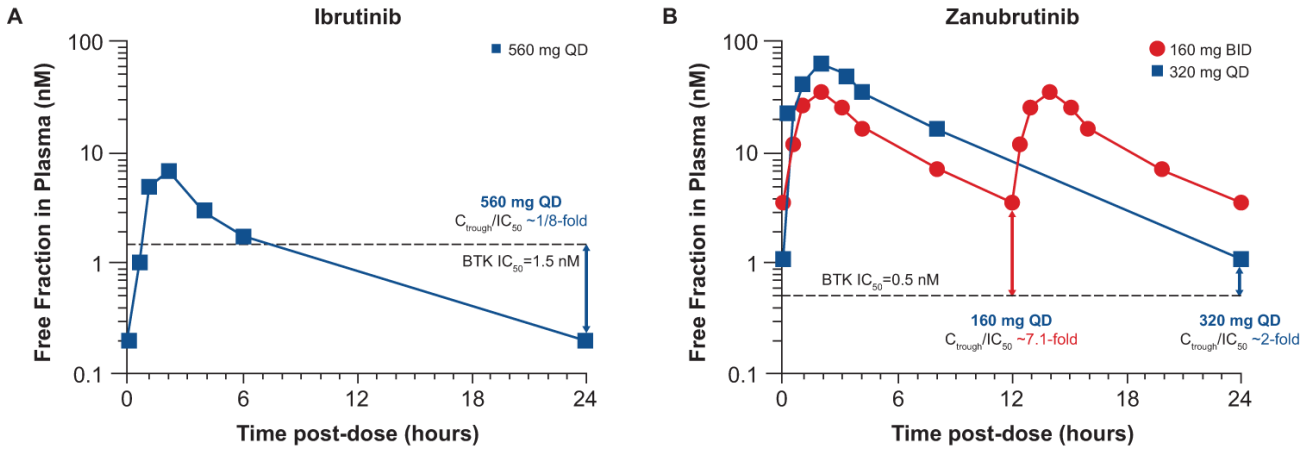 A
Ibrutinib
560 mg QD
Free Fraction in Plasma (nM)
100
10
1
0.1
560 mg QD
Ctrough/IC50 ~1/8-fold
BTK IC50=1.5 nM
0
6
12
18
24
Time post-dose (hours)
B
Zanubrutinib
160 mg BID
320 mg QD
Free Fraction in Plasma (nM)
100
10
1
0.1
BTK IC50=0.5 nM
160 mg QD
Ctrough/IC50 ~7.1-fold
320 mg QD
Ctrough/IC50 ~2-fold
0
6
12
18
24
Time post-dose (hours)